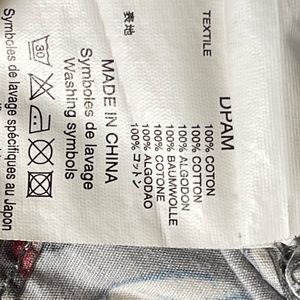 DPAM
TEXTILE
表地
100% COTON
100% COTTON
100% ALGODON
100% BAUMWOLLE
100% COTONE
100% ALGODAO
100% コットン
MADE IN CHINA
Symboles de lavage
Washing symbols
30
Symboles de lavage spécifiques au Japon